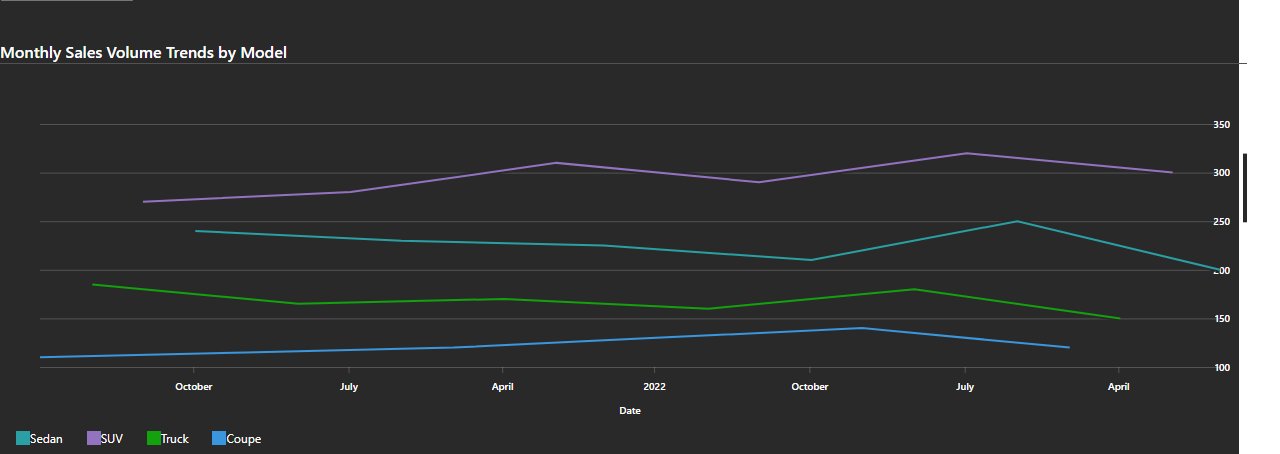 Monthly Sales Volume Trends by Model
350
300
250
200
150
100
October July April 2022 October July April
Date
Sedan SUV Truck Coupe